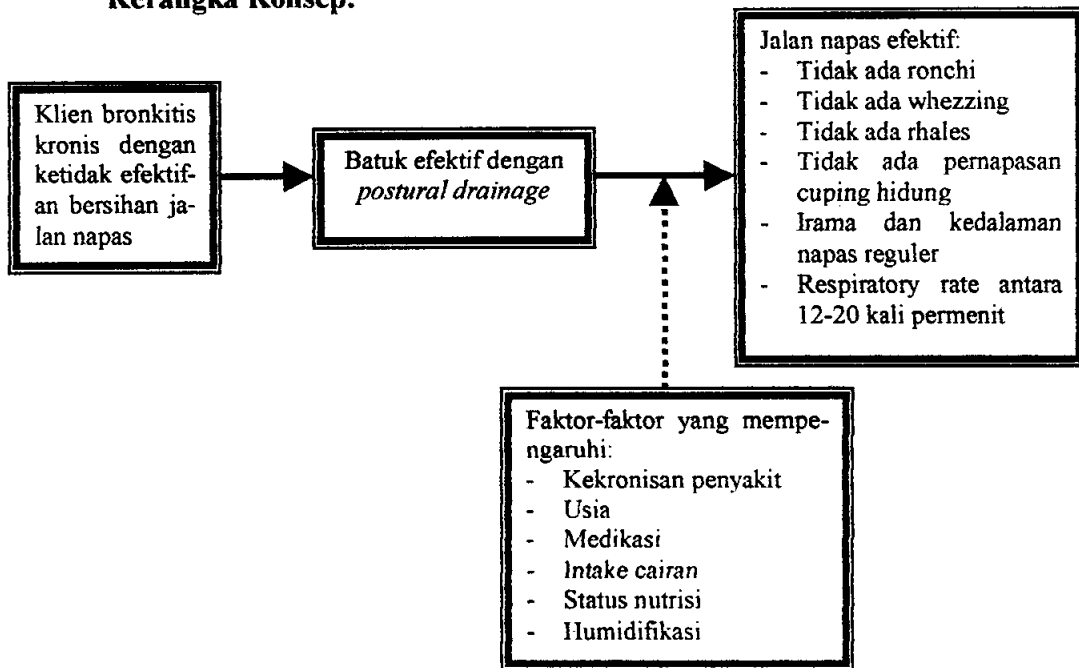 Kerangka Konsep:
Klien bronkitis
kronis dengan
ketidak efektif-
an bersihan ja-
lan napas
Batuk efektif dengan
postural drainage
Jalan napas efektif:
- Tidak ada ronchi
- Tidak ada whezzing
- Tidak ada rhales
- Tidak ada pernapasan
cuping hidung
- Irama dan kedalaman
napas reguler
- Respiratory rate antara
12-20 kali permenit
Faktor-faktor yang mempe-
ngaruhi:
- Kekronisan penyakit
- Usia
- Medikasi
- Intake cairan
- Status nutrisi
- Humidifikasi